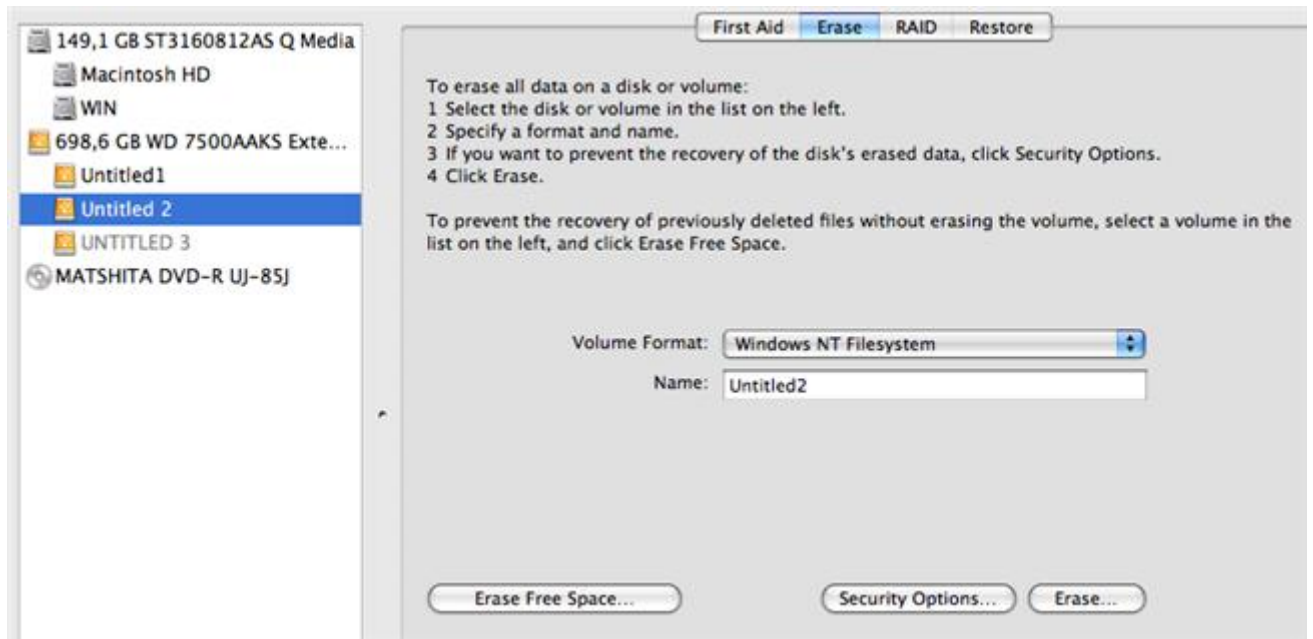 149,1 GB ST3160812AS Q Media
Macintosh HD
WIN
698,6 GB WD 7500AAKS Exte...
Untitled1
Untitled 2
UNTITLED 3
MATSHITA DVD-R UJ-85J
First Aid Erase RAID Restore
To erase all data on a disk or volume:
1 Select the disk or volume in the list on the left.
2 Specify a format and name.
3 If you want to prevent the recovery of the disk's erased data, click Security Options.
4 Click Erase.
To prevent the recovery of previously deleted files without erasing the volume, select a volume in the
list on the left, and click Erase Free Space.
Volume Format: Windows NT Filesystem
Name: Untitled2
Erase Free Space... Security Options... Erase...